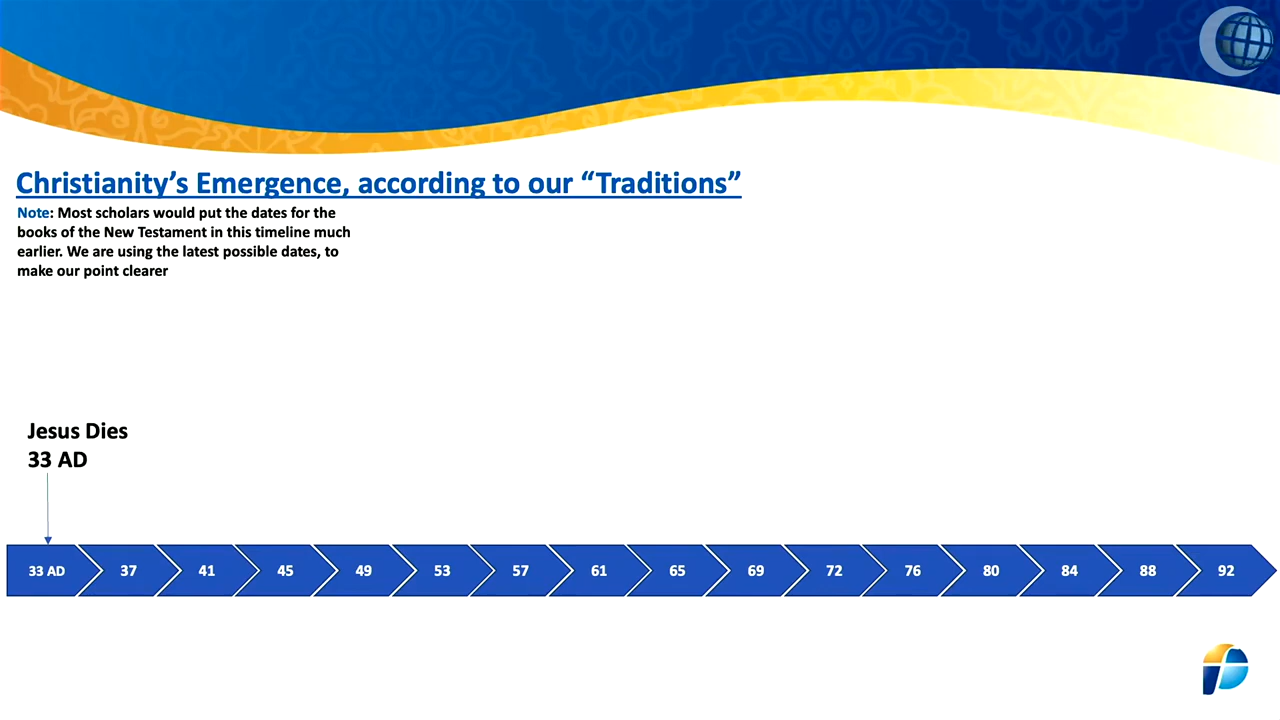 Christianity’s Emergence, according to our “Traditions”
Note: Most scholars would put the dates for the
books of the New Testament in this timeline much
earlier. We are using the latest possible dates, to
make our point clearer
Jesus Dies
33 AD
33 AD 37 41 45 49 53 57 61 65 69 72 76 80 84 88 92